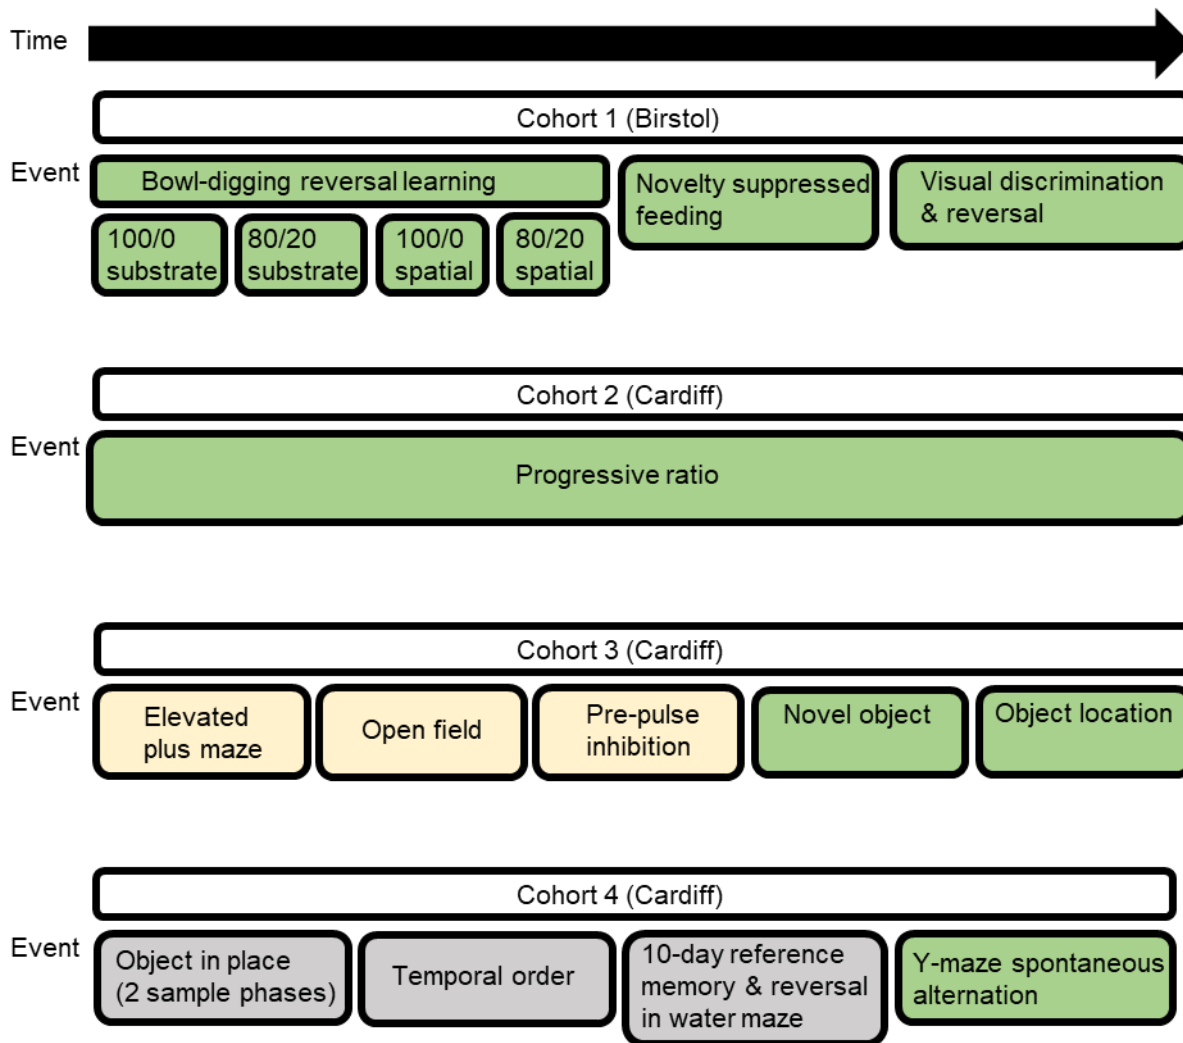 Time
Cohort 1 (Birstol)
Event
Bowl-digging reversal learning
100/0
substrate
80/20
substrate
100/0
spatial
80/20
spatial
Novelty suppressed
feeding
Visual discrimination
& reversal
Cohort 2 (Cardiff)
Event
Progressive ratio
Cohort 3 (Cardiff)
Event
Elevated
plus maze
Open field
Pre-pulse
inhibition
Novel object
Object location
Cohort 4 (Cardiff)
Event
Object in place
(2 sample phases)
Temporal order
10-day reference
memory & reversal
in water maze
Y-maze spontaneous
alternation